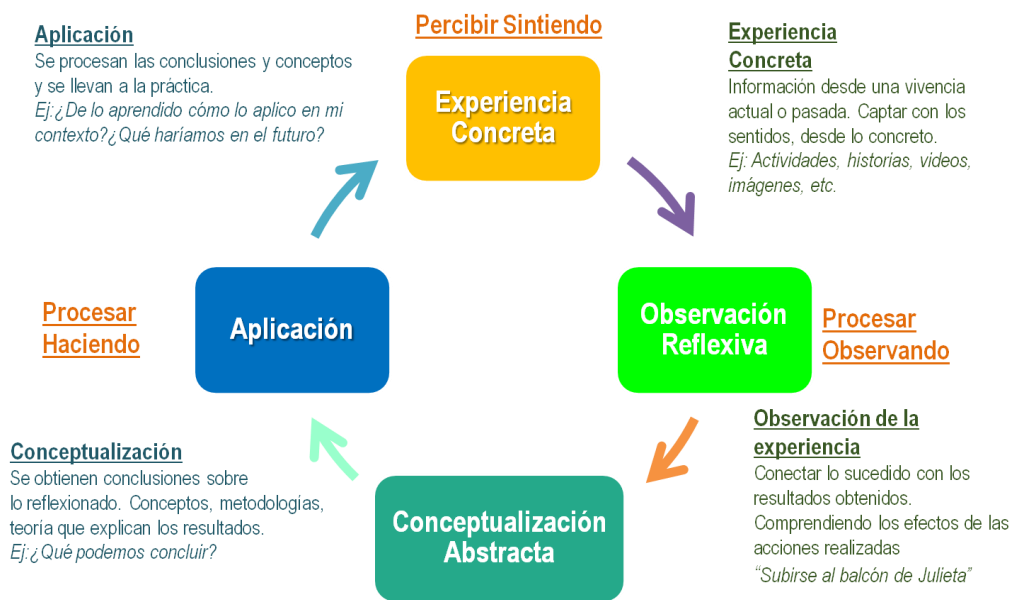 Percibir Sintiendo
Aplicación
Se procesan las conclusiones y conceptos
y se llevan a la práctica.
Ej:¿De lo aprendido cómo lo aplico en mi
contexto?¿Qué haríamos en el futuro?
Experiencia
Concreta
Experiencia
Concreta
Información desde una vivencia
actual o pasada. Captar con los
sentidos, desde lo concreto.
Ej: Actividades, historias, videos,
imágenes, etc.
Procesar
Haciendo
Aplicación
Observación
Reflexiva
Procesar
Observando
Conceptualización
Se obtienen conclusiones sobre
lo reflexionado. Conceptos, metodologías,
teoría que explican los resultados.
Ej:¿Qué podemos concluir?
Conceptualización
Abstracta
Observación de la
experiencia
Conectar lo sucedido con los
resultados obtenidos.
Comprendiendo los efectos de las
acciones realizadas
“Subirse al balcón de Julieta”